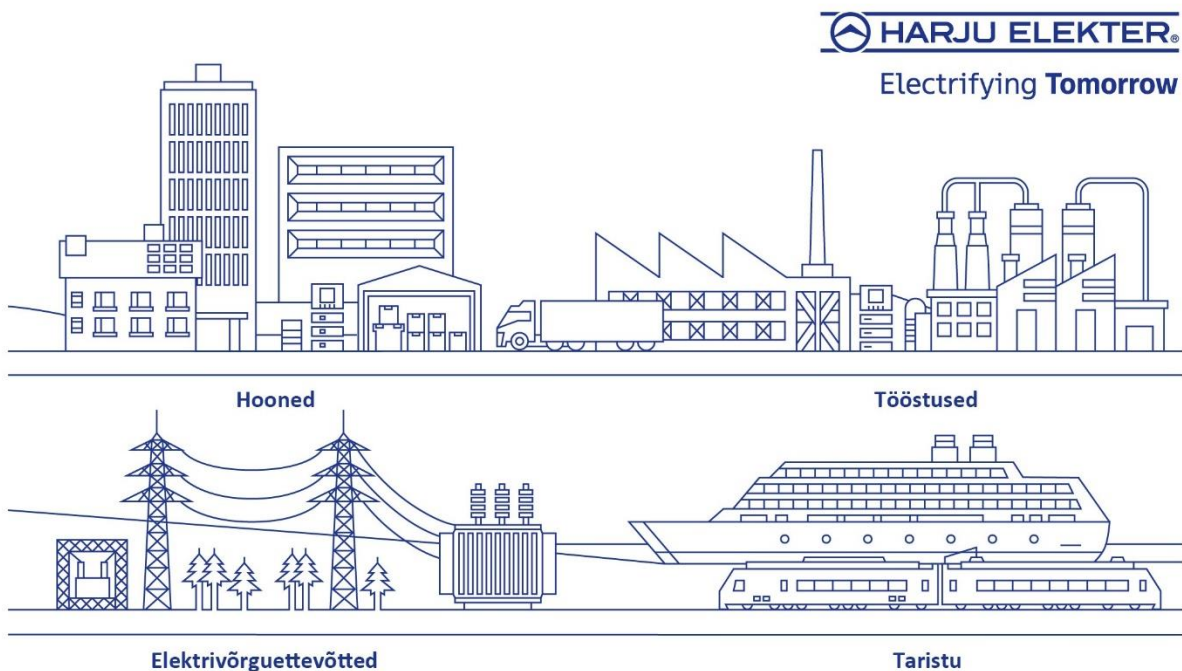 HARJU ELEKTER®
Electrifying Tomorrow
Hooned
Tööstused
Elektrivõrguettevõtted
Taristu